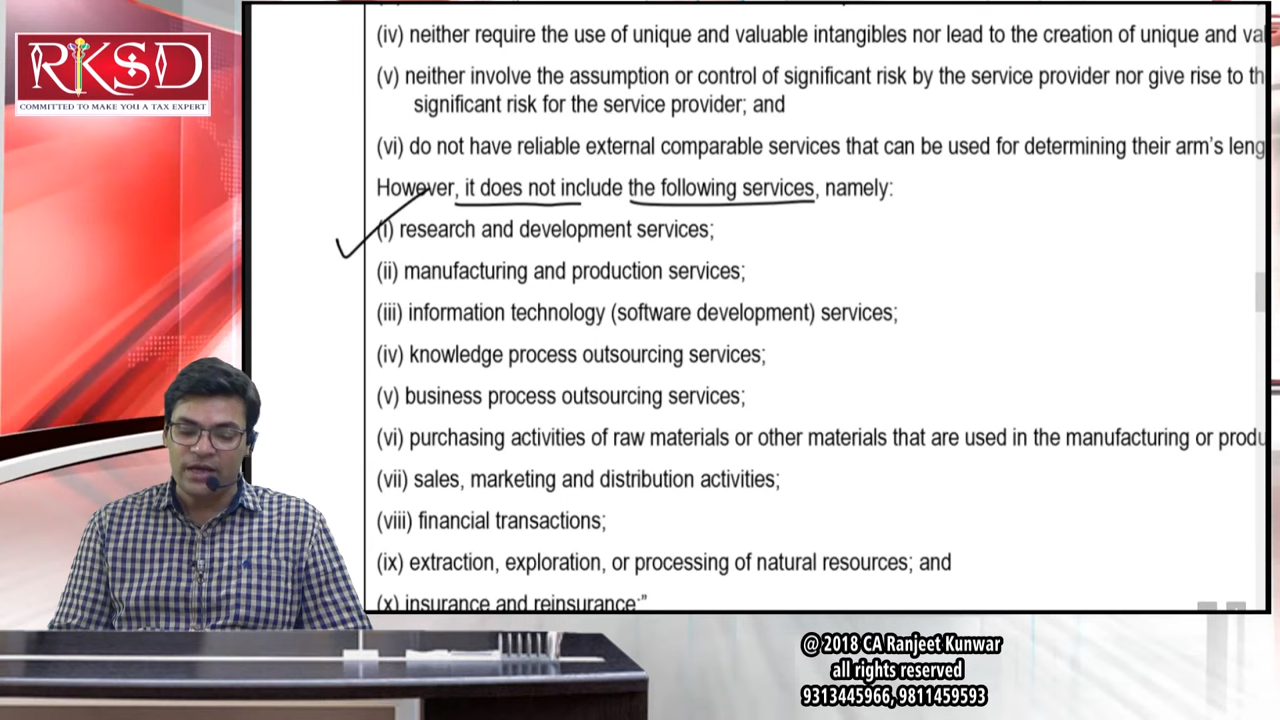 RKSD
COMMITTED TO MAKE YOU A TAX EXPERT
(iv) neither require the use of unique and valuable intangibles nor lead to the creation of unique and
(v) neither involve the assumption or control of significant risk by the service provider nor give rise to
significant risk for the service provider; and
(vi) do not have reliable external comparable services that can be used for determining their arm's
However, it does not include the following services, namely:
(i) research and development services;
(ii) manufacturing and production services;
(iii) information technology (software development) services;
(iv) knowledge process outsourcing services;
(v) business process outsourcing services;
(vi) purchasing activities of raw materials or other materials that are used in the manufacturing or
(vii) sales, marketing and distribution activities;
(viii) financial transactions;
(ix) extraction, exploration, or processing of natural resources; and
(x) insurance and reinsurance;"
@ 2018 CA Ranjeet Kunwar
all rights reserved
9313445966, 9811459593